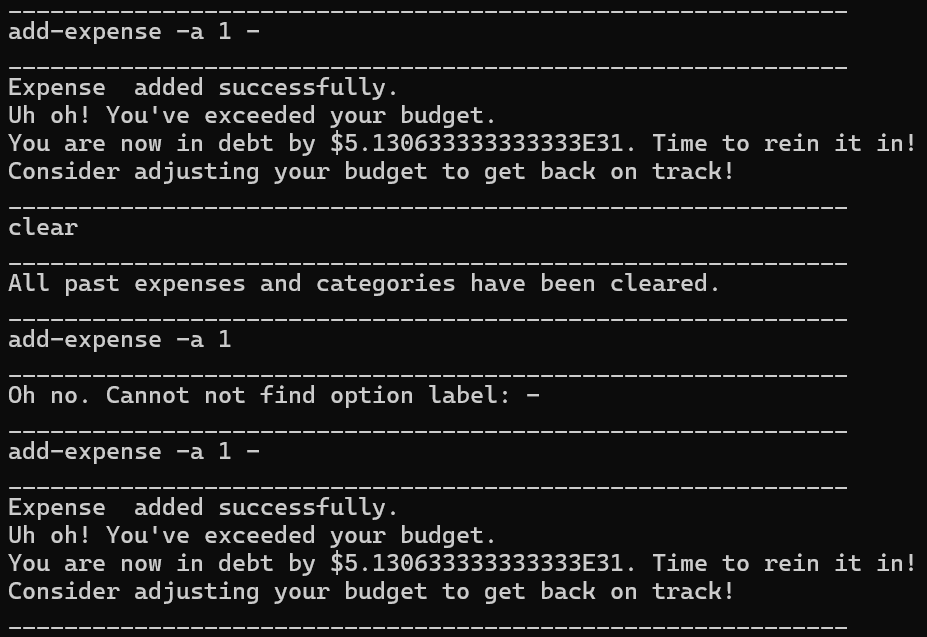 ____________________________________________________________
add-expense -a 1 -
____________________________________________________________
Expense  added successfully.
Uh oh! You've exceeded your budget.
You are now in debt by $5.130633333333333E31. Time to rein it in!
Consider adjusting your budget to get back on track!
____________________________________________________________
clear
____________________________________________________________
All past expenses and categories have been cleared.
____________________________________________________________
add-expense -a 1
____________________________________________________________
Oh no. Cannot not find option label: -
____________________________________________________________
add-expense -a 1 -
____________________________________________________________
Expense  added successfully.
Uh oh! You've exceeded your budget.
You are now in debt by $5.130633333333333E31. Time to rein it in!
Consider adjusting your budget to get back on track!
____________________________________________________________